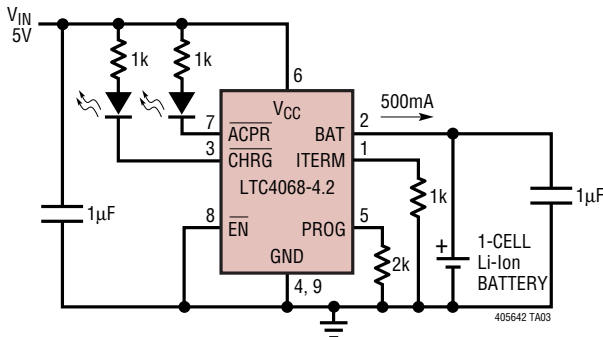 VIN
5V
1k
1k
6
VCC
500mA
7
ACPR
BAT
2
3
CHRG
ITERM
1
LTC4068-4.2
1µF
8
EN
PROG
5
1k
1µF
GND
2k
+
1-CELL
Li-Ion
BATTERY
4, 9
405642 TA03